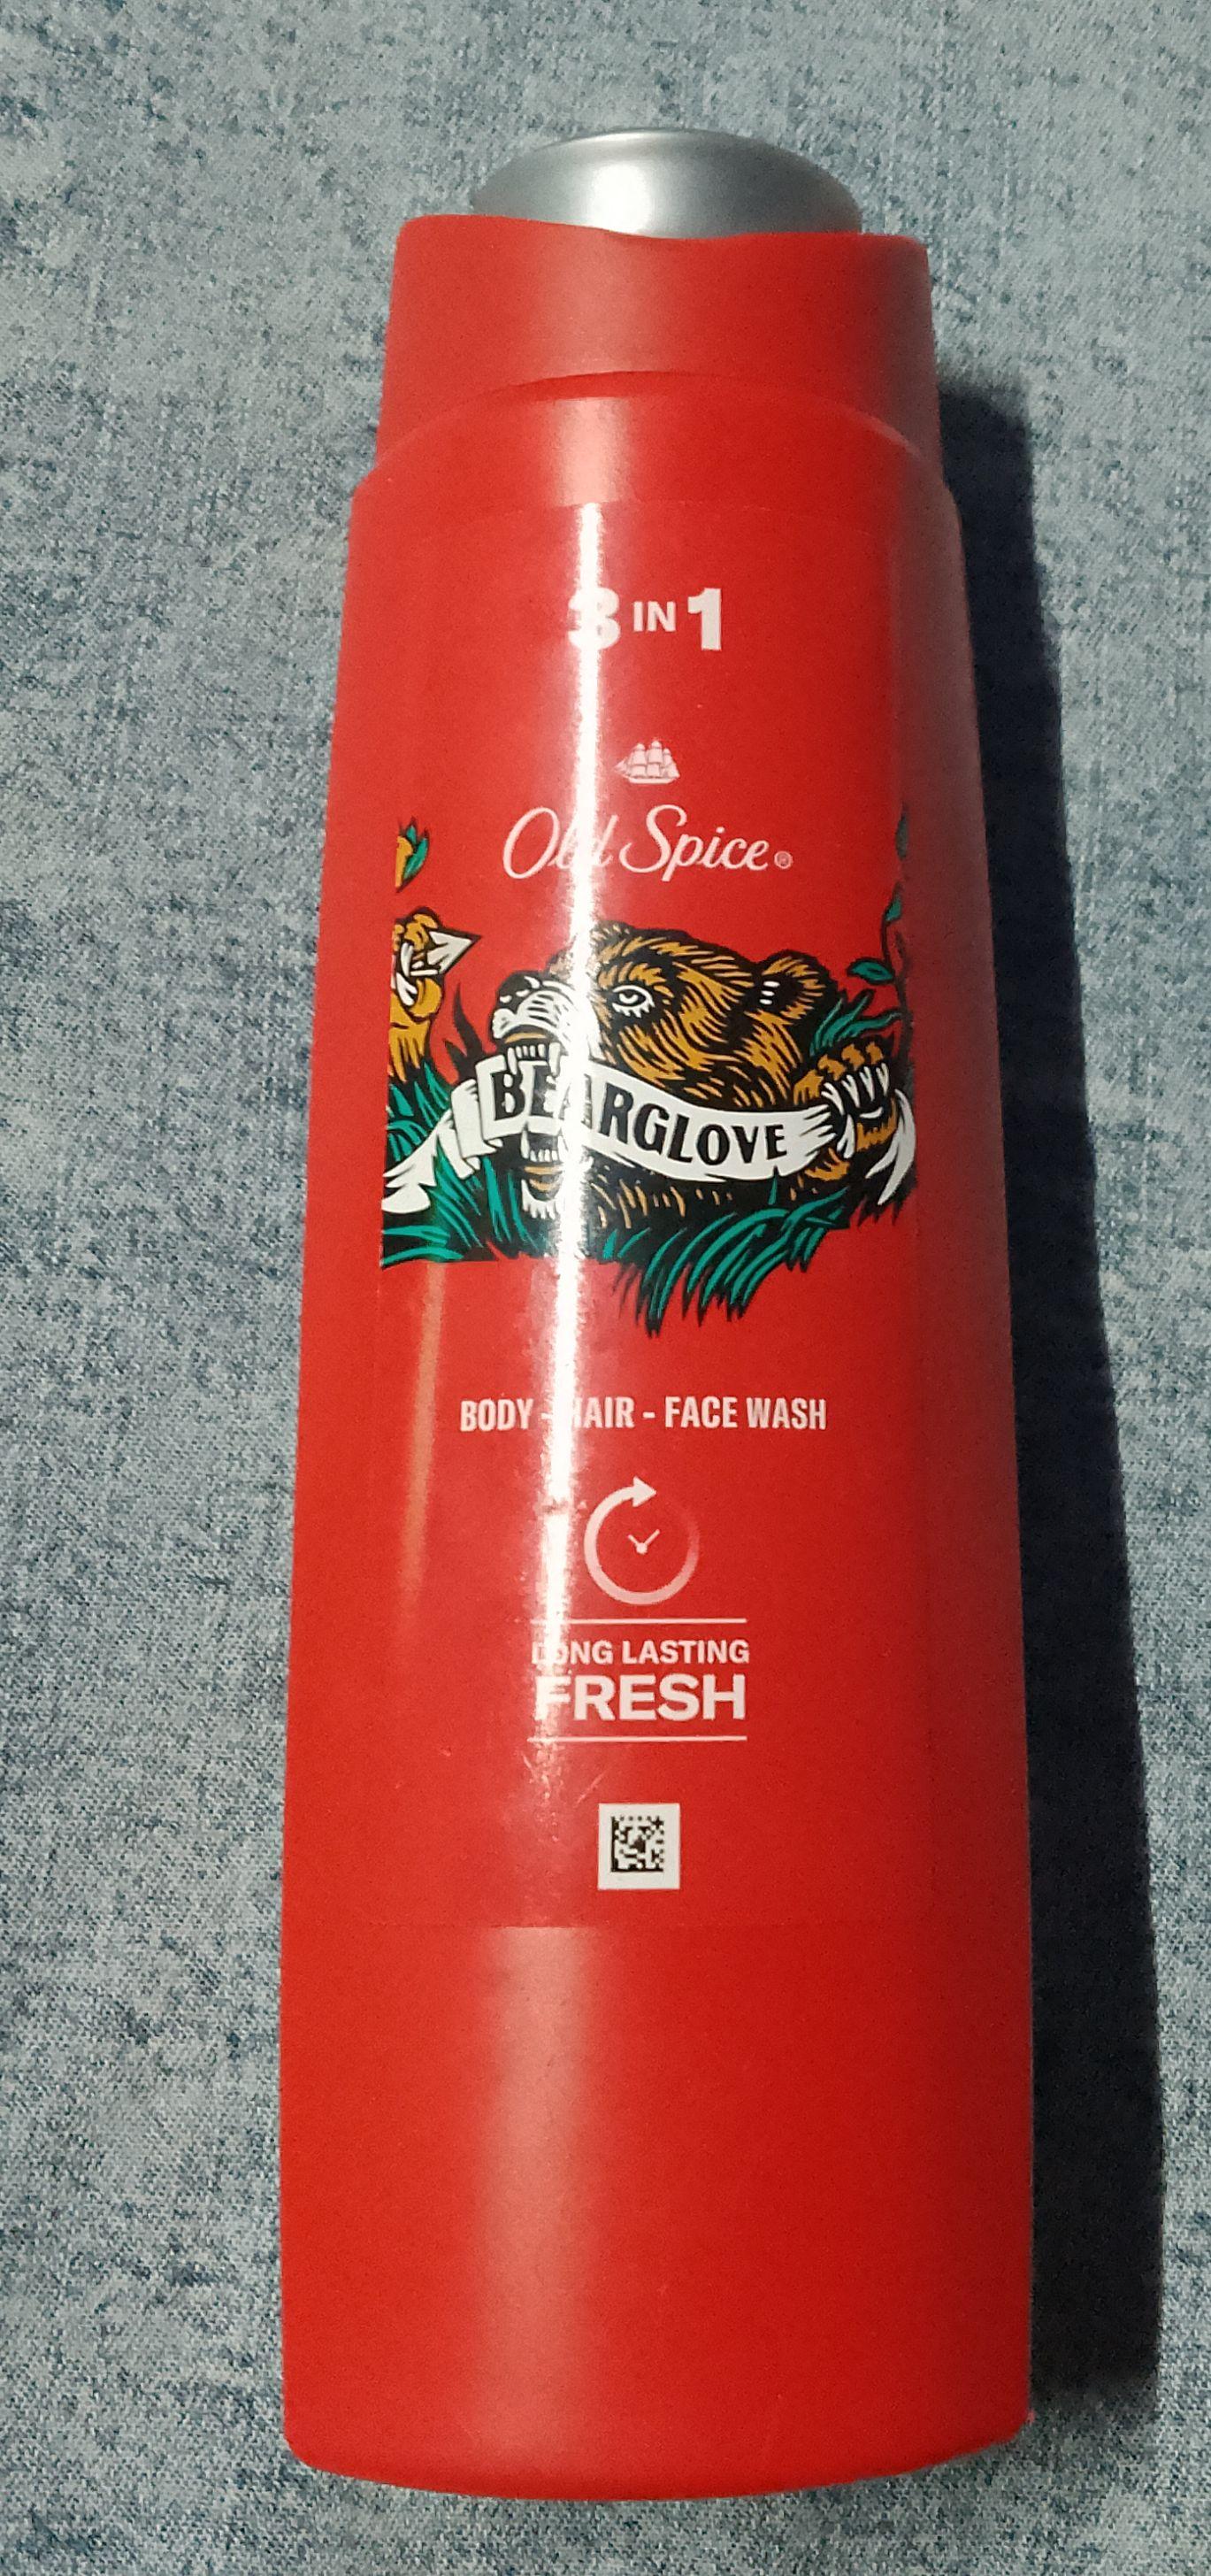 3 IN 1
Old Spice®
BEARGLOVE
BODY - HAIR - FACE WASH
LONG LASTING
FRESH